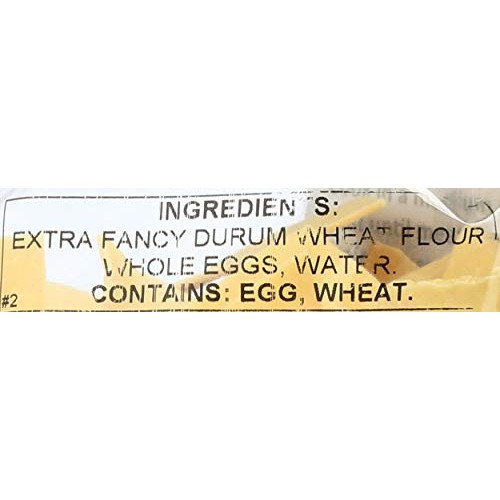 INGREDIENTS:
EXTRA FANCY DURUM WHEAT FLOUR
WHOLE EGGS, WATER.
CONTAINS: EGG, WHEAT.
#2